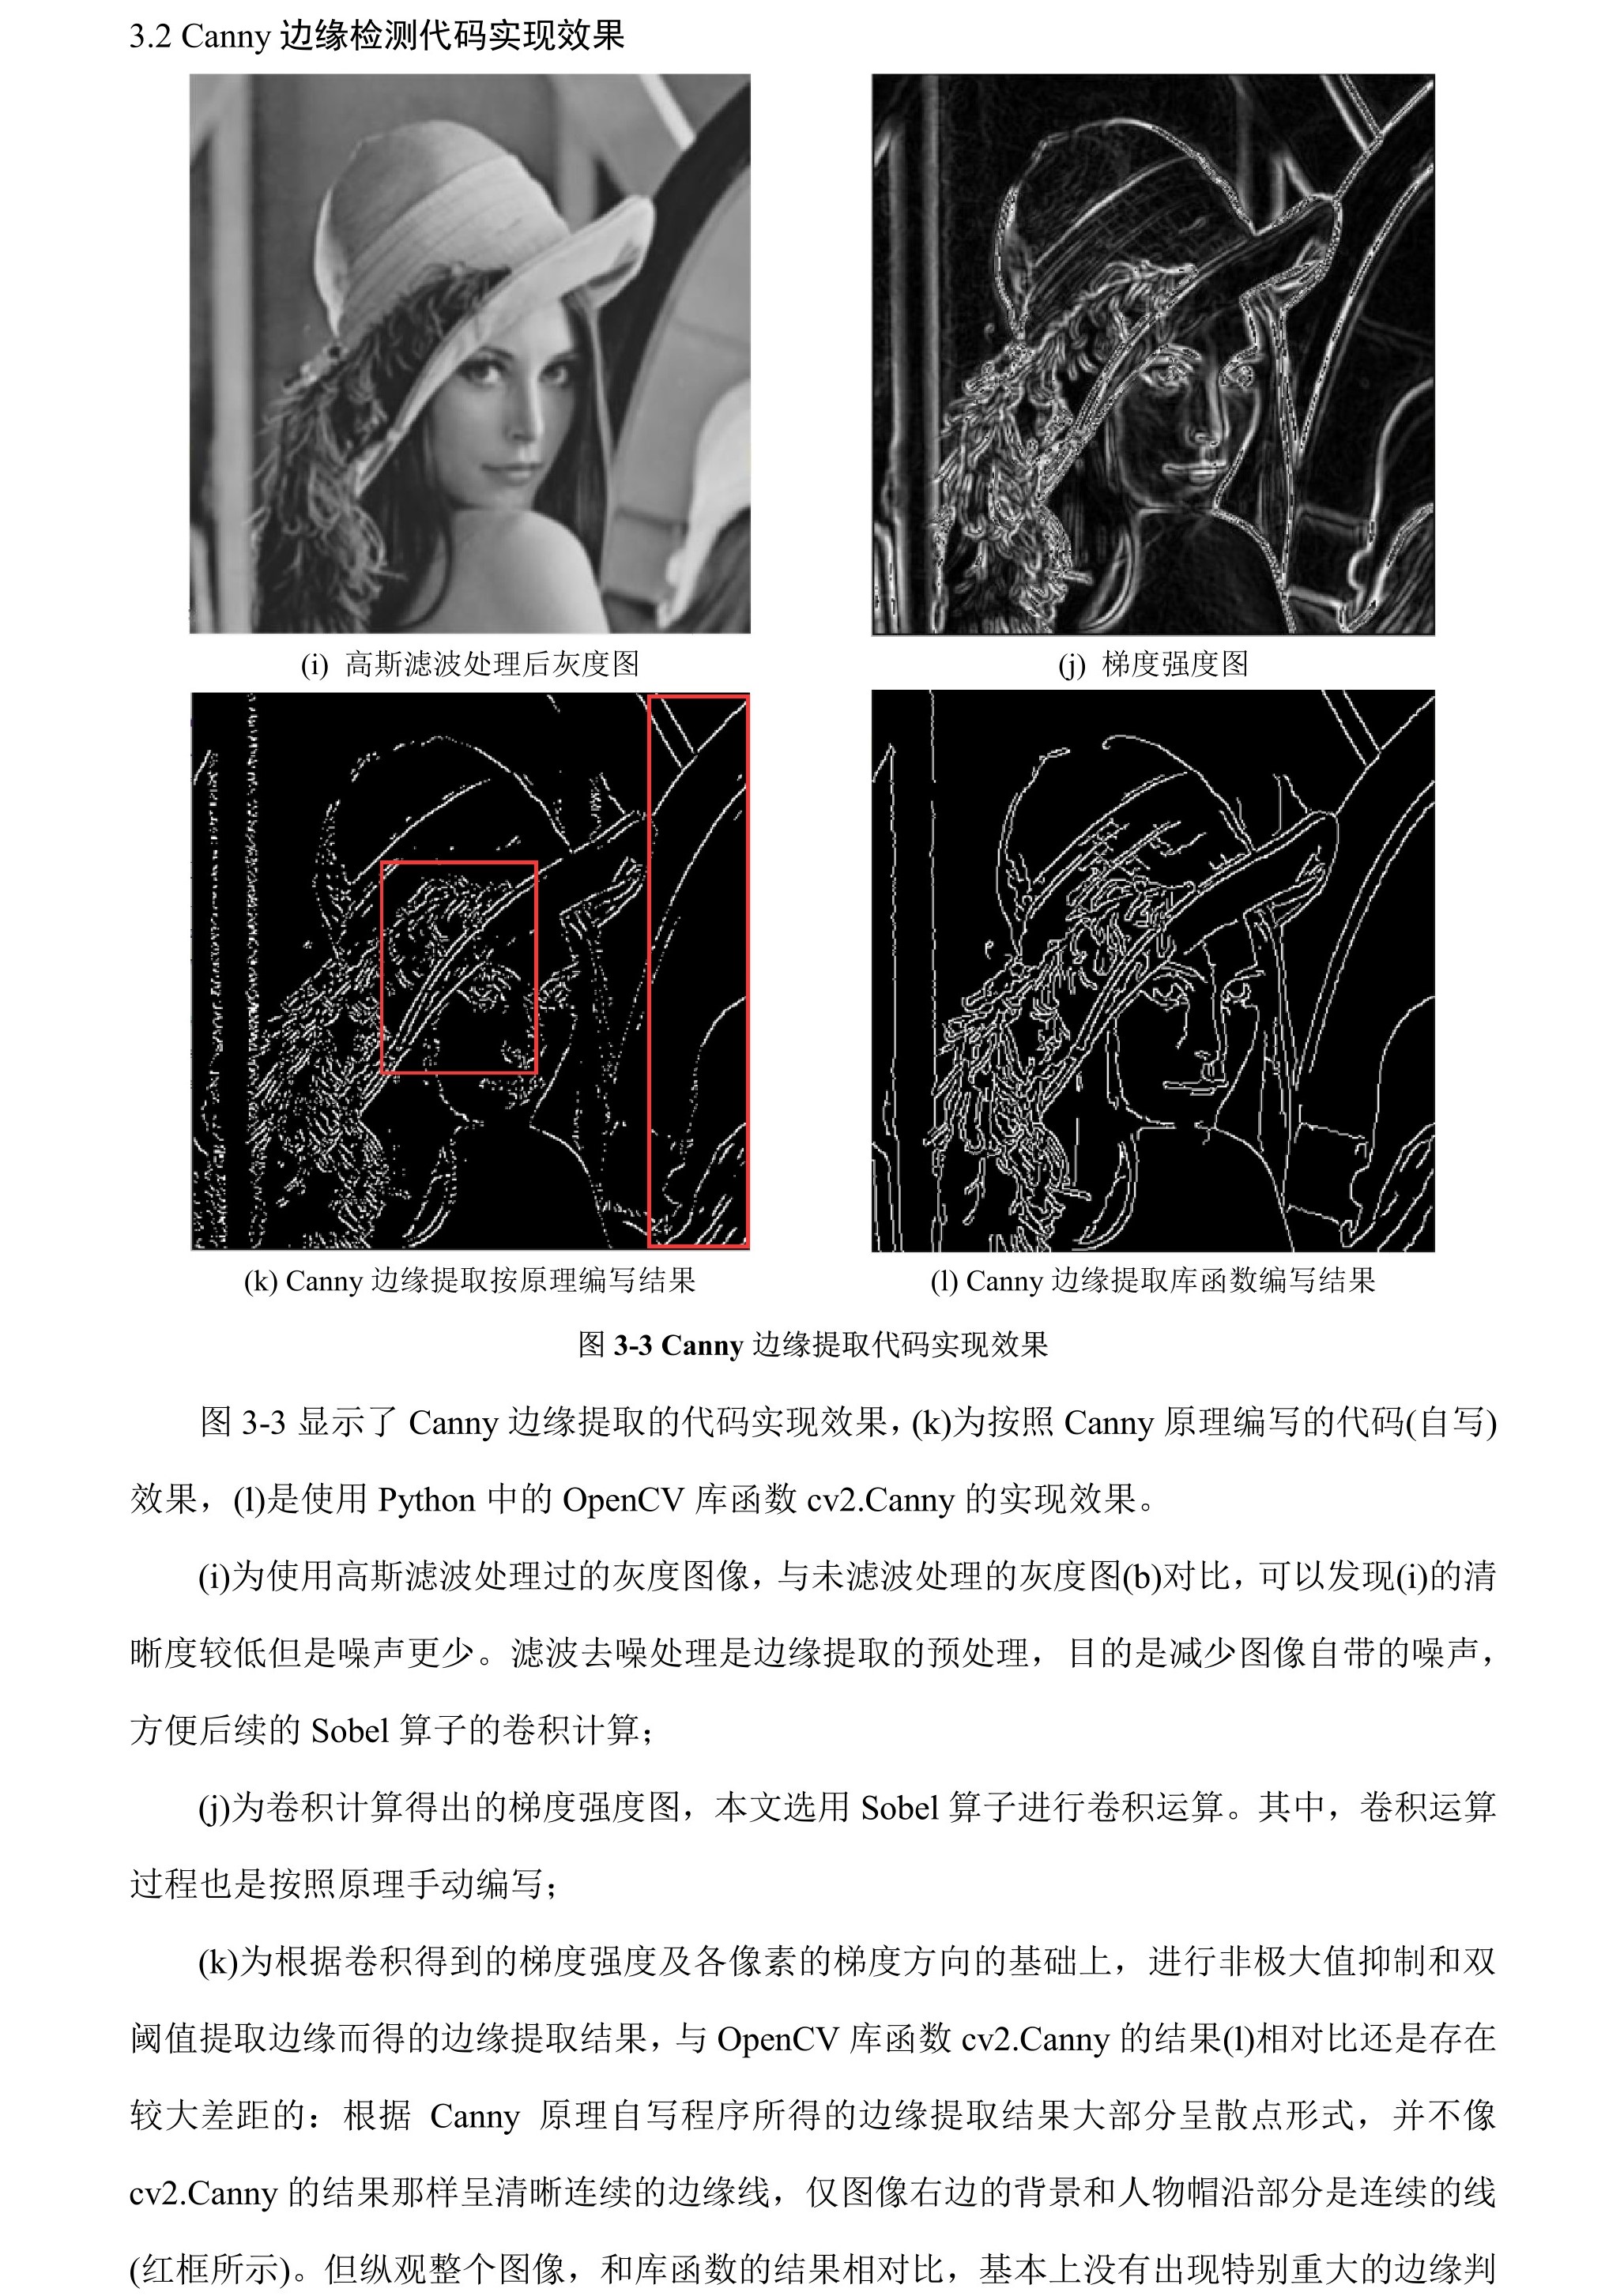 3.2 Canny 边缘检测代码实现效果
(i) 高斯滤波处理后灰度图
(j) 梯度强度图
(k) Canny 边缘提取按原理编写结果
(l) Canny 边缘提取库函数编写结果
图 3-3 Canny 边缘提取代码实现效果
图 3-3 显示了 Canny 边缘提取的代码实现效果，(k)为按照 Canny 原理编写的代码(自写)
效果，(l)是使用 Python 中的 OpenCV 库函数 cv2.Canny 的实现效果。
(i)为使用高斯滤波处理过的灰度图像，与未滤波处理的灰度图(b)对比，可以发现(i)的清
晰度较低但是噪声更少。滤波去噪处理是边缘提取的预处理，目的是减少图像自带的噪声，
方便后续的 Sobel 算子的卷积计算；
(j)为卷积计算得出的梯度强度图，本文选用 Sobel 算子进行卷积运算。其中，卷积运算
过程也是按照原理手动编写；
(k)为根据卷积得到的梯度强度及各像素的梯度方向的基础上，进行非极大值抑制和双
阈值提取边缘而得的边缘提取结果，与 OpenCV 库函数 cv2.Canny 的结果(l)相对比还是存在
较大差距的：根据 Canny 原理自写程序所得的边缘提取结果大部分呈散点形式，并不像
cv2.Canny 的结果那样呈清晰连续的边缘线，仅图像右边的背景和人物帽沿部分是连续的线
(红框所示)。但纵观整个图像，和库函数的结果相对比，基本上没有出现特别重大的边缘判